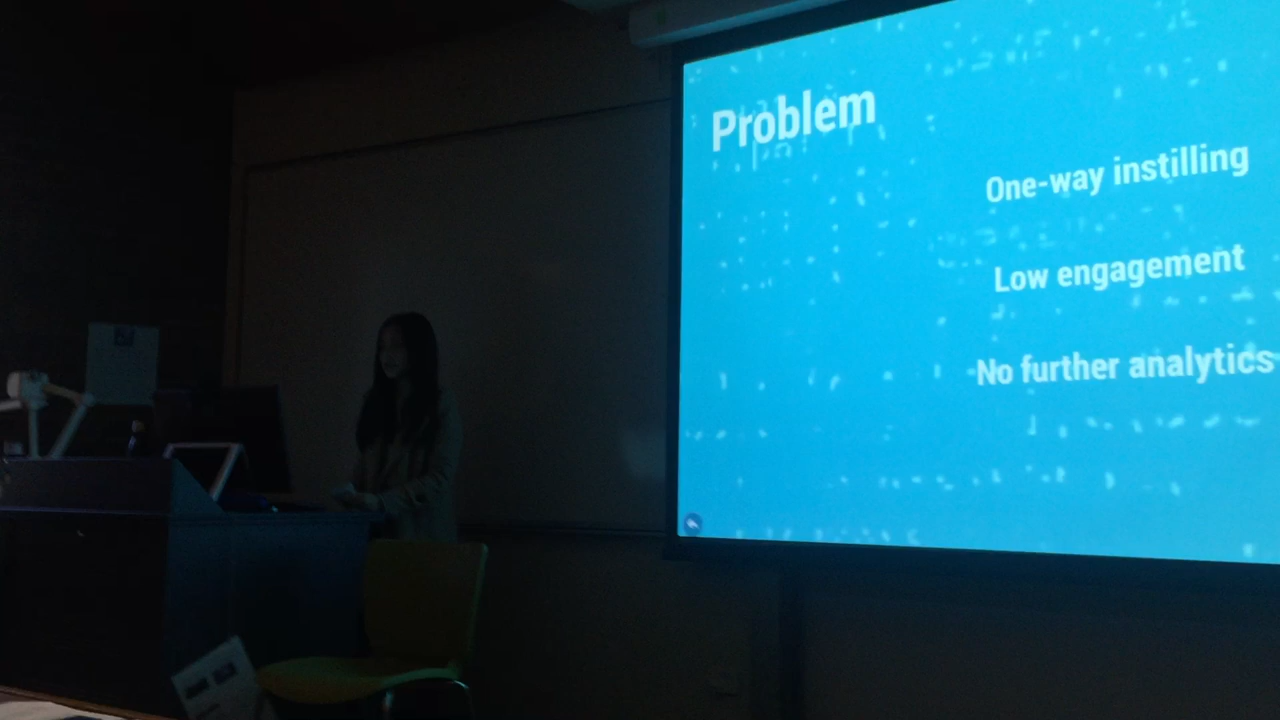 Problem
One-way instilling
Low engagement
No further analytics